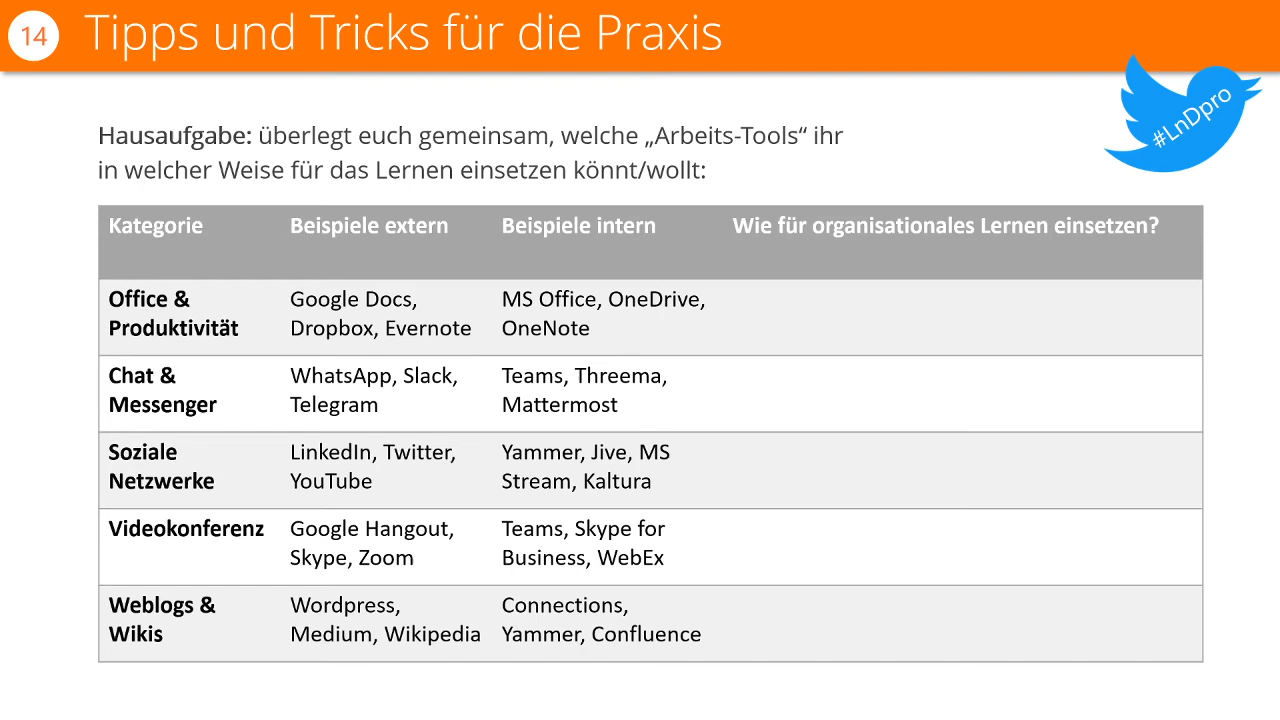 14
Tipps und Tricks für die Praxis
#LnDpro
Hausaufgabe: überlegt euch gemeinsam, welche „Arbeits-Tools“ ihr
in welcher Weise für das Lernen einsetzen könnt/wollt:
Kategorie Beispiele extern Beispiele intern Wie für organisationales Lernen einsetzen?
Office & Google Docs, MS Office, OneDrive,
Produktivität Dropbox, Evernote OneNote
Chat & WhatsApp, Slack, Teams, Threema,
Messenger Telegram Mattermost
Soziale LinkedIn, Twitter, Yammer, Jive, MS
Netzwerke YouTube Stream, Kaltura
Videokonferenz Google Hangout, Teams, Skype for
Skype, Zoom Business, WebEx
Weblogs & Wordpress, Connections,
Wikis Medium, Wikipedia Yammer, Confluence